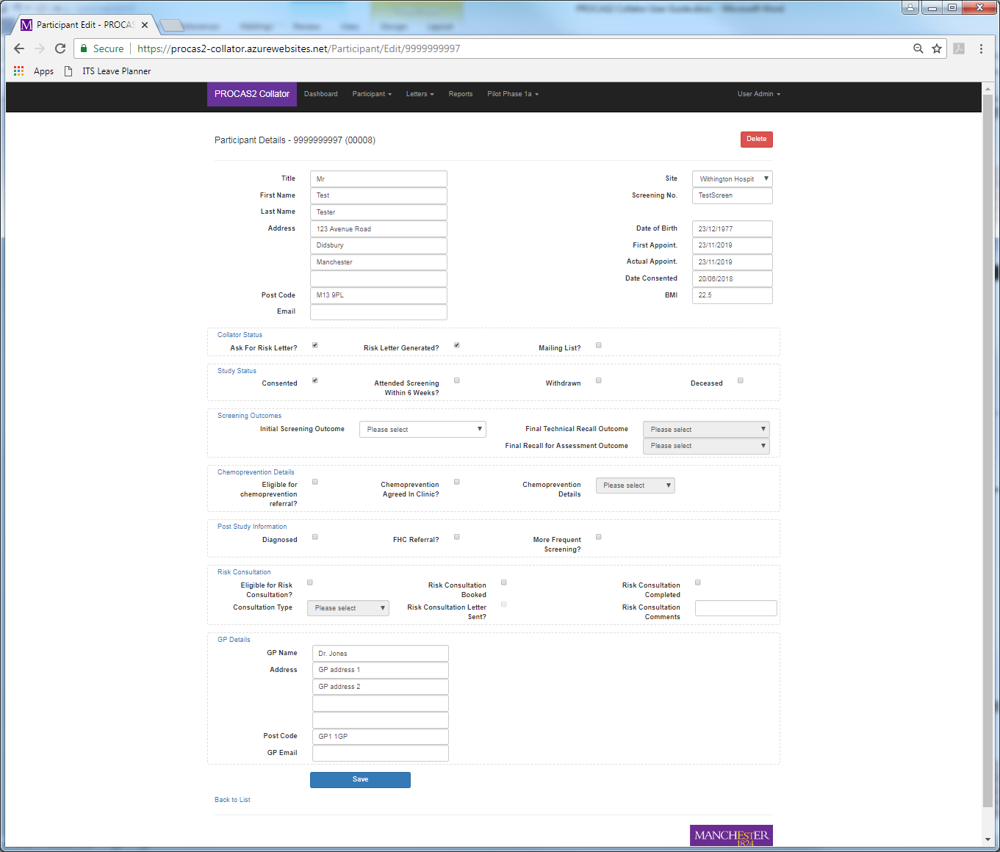 PROCAS2 Collator User Guide.docx - Microsoft Word
Participant Edit - PROCAS
Secure
https://procas2-collator.azurewebsites.net/Participant/Edit/9999999997
Apps
ITS Leave Planner
PROCAS2 Collator Dashboard Participant Letters Reports Pilot Phase 1a User Admin
Participant Details - 9999999997 (00008) Delete
Title Mr Site Withington Hospit
First Name Test Screening No. TestScreen
Last Name Tester
Address 123 Avenue Road Date of Birth 23/12/1977
Didsbury First Appoint. 23/11/2019
Manchester Actual Appoint. 23/11/2019
Date Consented 20/06/2018
Post Code M13 9PL BMI 22.5
Email
Collator Status
Ask For Risk Letter? Risk Letter Generated? Mailing List?
Study Status
Consented Attended Screening Withdrawn Deceased
Within 6 Weeks?
Screening Outcomes
Initial Screening Outcome Please select Final Technical Recall Outcome Please select
Final Recall for Assessment Outcome Please select
Chemoprevention Details
Eligible for Chemoprevention Chemoprevention Please select
chemoprevention Agreed In Clinic? Details
referral?
Post Study Information
Diagnosed FHC Referral? More Frequent
Screening?
Risk Consultation
Eligible for Risk Risk Consultation Risk Consultation
Consultation? Booked Completed
Consultation Type Please select Risk Consultation Letter Risk Consultation
Sent? Comments
GP Details
GP Name Dr. Jones
Address GP address 1
GP address 2
Post Code GP1 1GP
GP Email
Save
Back to List
MANCHESTER
1824